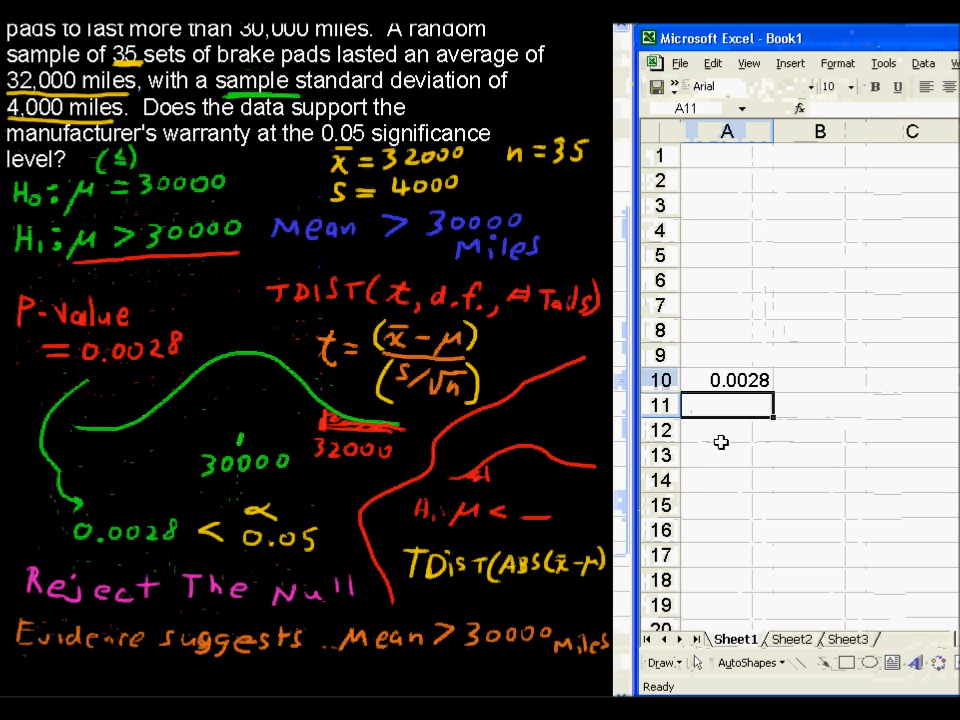 pads to last more than 30,000 miles. A random
sample of 35 sets of brake pads lasted an average of
32,000 miles, with a sample standard deviation of
4,000 miles. Does the data support the
manufacturer's warranty at the 0.05 significance
level? (≤)
H₀: μ = 30000
H₁: μ > 30000
x̄ = 32000 n = 35
s = 4000
Mean > 30000
Miles
P-Value
= 0.0028
TDIST(t, d.f., # Tails)
t = (x̄ - μ)
(s/√n)
30000
32000
0.0028 < 0.05
α
H₁ μ < _
TDIST(ABS(x̄-μ)
Reject The Null
Evidence suggests .. Mean > 30000 miles
Microsoft Excel - Book1
File Edit View Insert Format Tools Data W
Arial 10 B U
A11 fx
A B C
1
2
3
4
5
6
7
8
9
10 0.0028
11
12
13
14
15
16
17
18
19
20
Sheet1 Sheet2 Sheet3
Draw AutoShapes
Ready